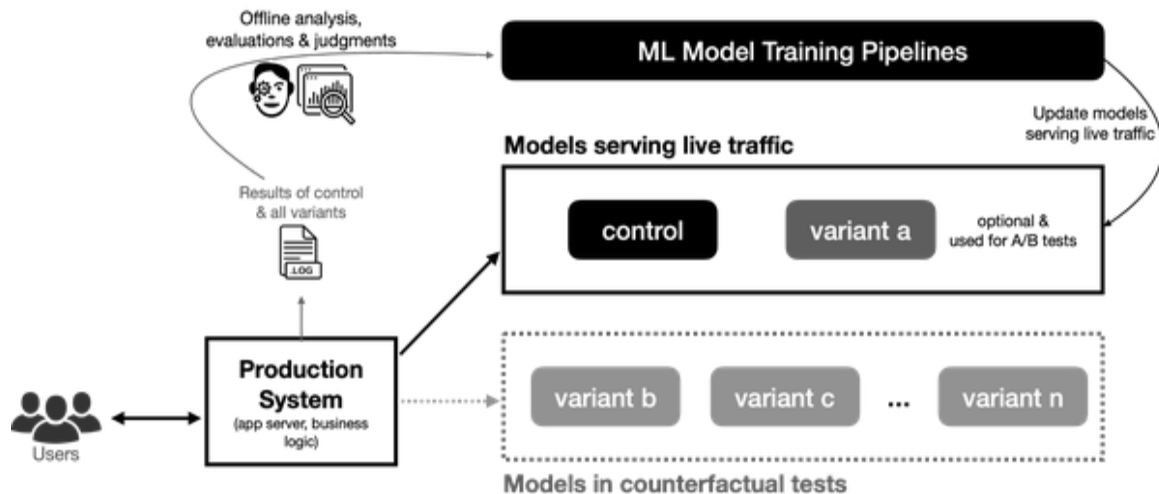 Offline analysis,
evaluations & judgments
ML Model Training Pipelines
Update models
serving live traffic
Models serving live traffic
Results of control
& all variants
control
variant a
optional &
used for A/B tests
.LOG
Production
System
(app server, business
logic)
variant b
variant c
...
variant n
Users
Models in counterfactual tests